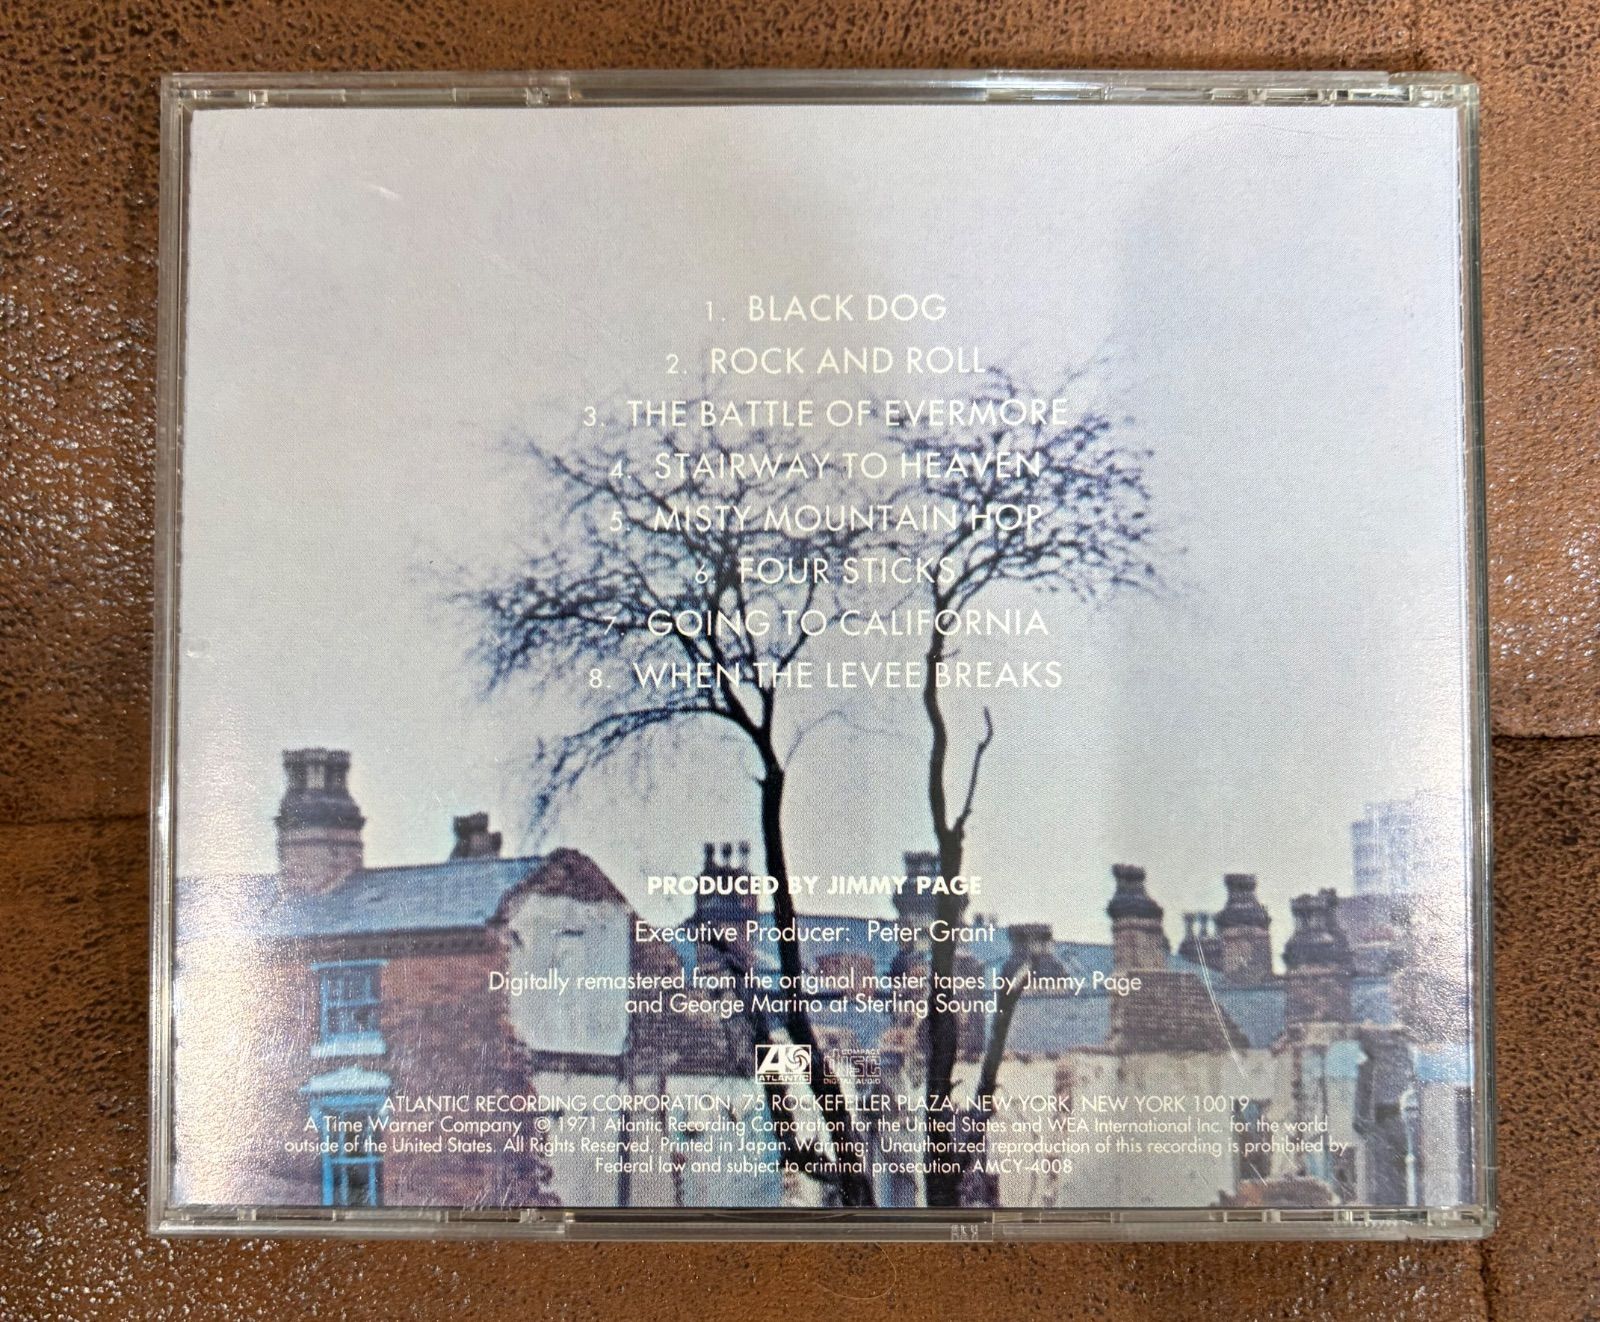 1. BLACK DOG
2. ROCK AND ROLL
3. THE BATTLE OF EVERMORE
4. STAIRWAY TO HEAVEN
5. MISTY MOUNTAIN HOP
6. FOUR STICKS
7. GOING TO CALIFORNIA
8. WHEN THE LEVEE BREAKS
PRODUCED BY JIMMY PAGE
Executive Producer: Peter Grant
Digitally remastered from the original master tapes by Jimmy Page
and George Marino at Sterling Sound.
ATLANTIC
COMPACT
disc
DIGITAL AUDIO
ATLANTIC RECORDING CORPORATION, 75 ROCKEFELLER PLAZA, NEW YORK, NEW YORK 10019
A Time Warner Company ℗ 1971 Atlantic Recording Corporation for the United States and WEA International Inc. for the world
outside of the United States. All Rights Reserved. Printed in Japan. Warning: Unauthorized reproduction of this recording is prohibited by
Federal law and subject to criminal prosecution. AMCY-4008